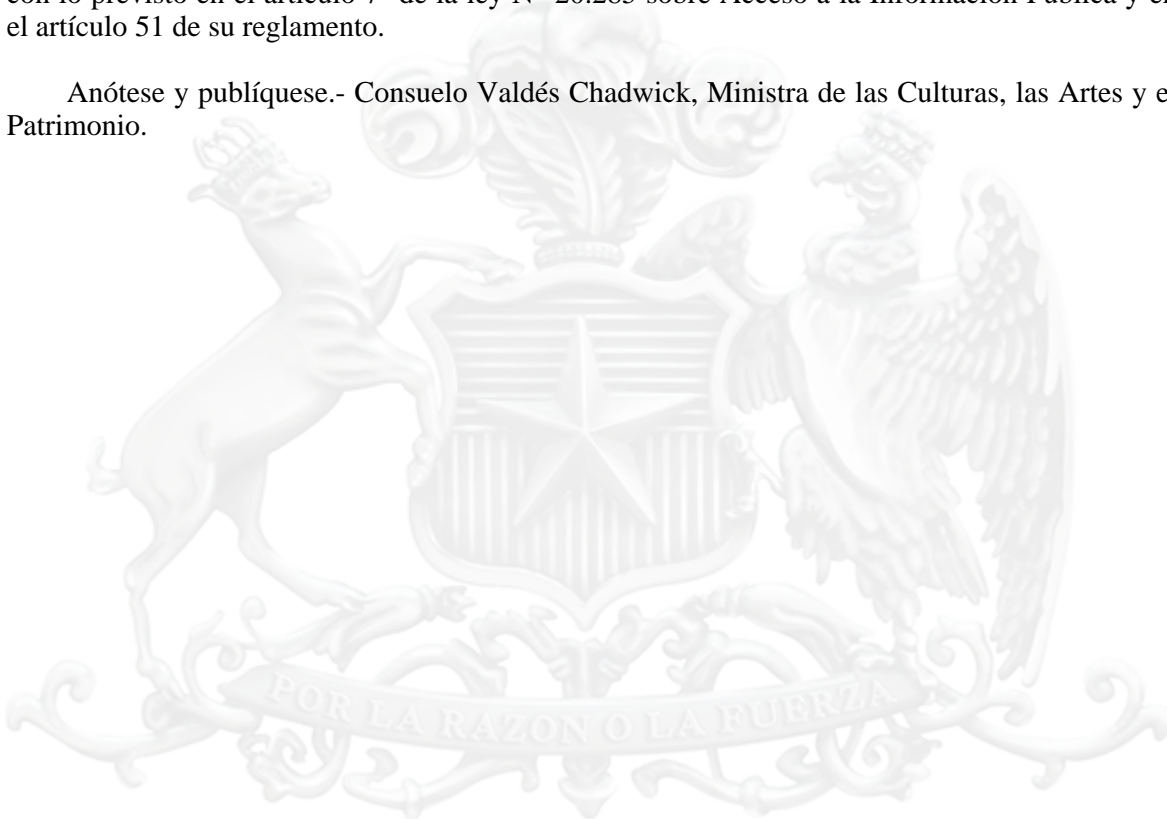 con lo previsto en el artículo 7° de la ley N° 20.285 sobre Acceso a la Información Pública y e
el artículo 51 de su reglamento.
Anótese y publíquese.- Consuelo Valdés Chadwick, Ministra de las Culturas, las Artes y e
Patrimonio.
POR LA RAZON O LA FUERZA